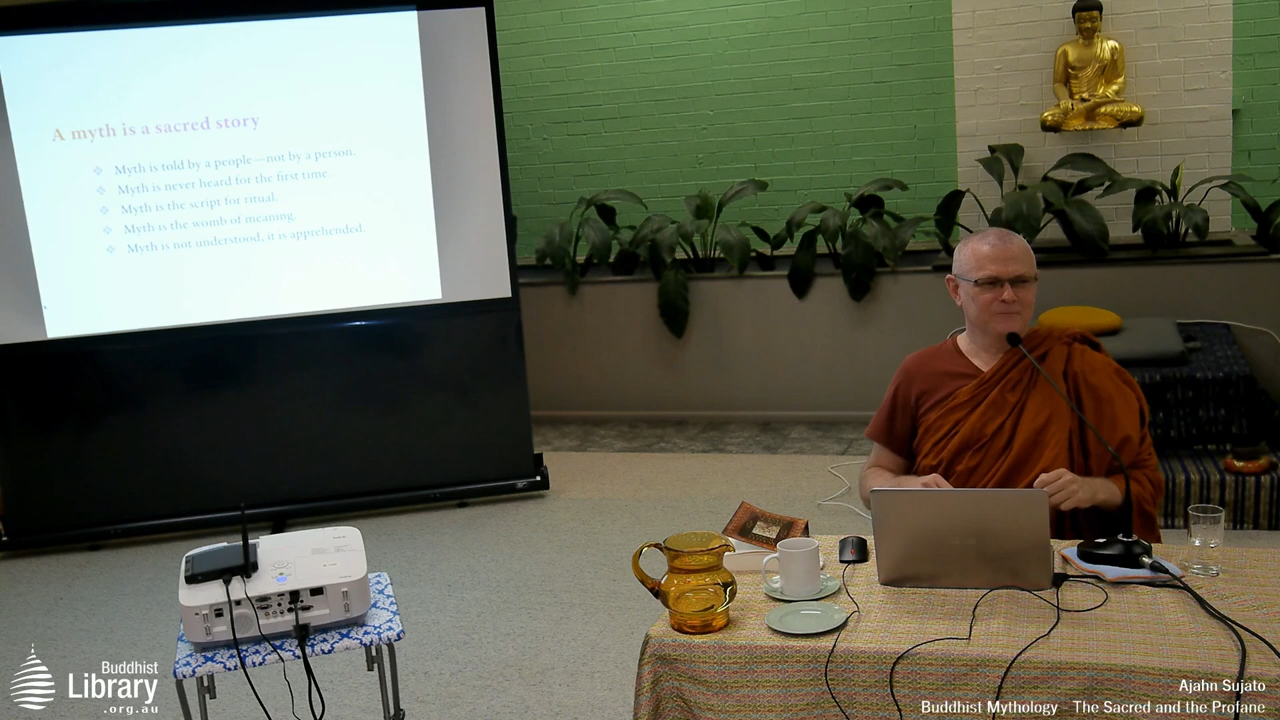 A myth is a sacred story
Myth is told by a people—not by a person.
Myth is never heard for the first time.
Myth is the script for ritual.
Myth is the womb of meaning.
Myth is not understood, it is apprehended.
Buddhist
Library
.org.au
Ajahn Sujato
Buddhist Mythology The Sacred and the Profane